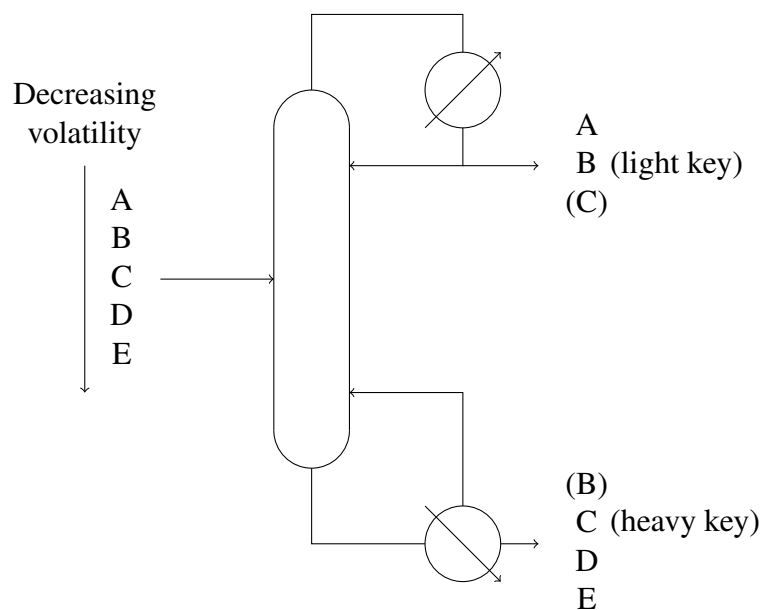 Decreasing
volatility
A
B
C
D
E
A
B (light key)
(C)
(B)
C (heavy key)
D
E